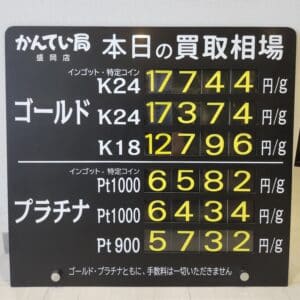 かんてい局 本日の買取相場
盛岡店
インゴット・特定コイン
K24 17744 円/g
ゴールド K24 17374 円/g
K18 12796 円/g
インゴット・特定コイン
Pt1000 6582 円/g
プラチナ Pt1000 6434 円/g
Pt900 5732 円/g
ゴールド・プラチナともに、手数料は一切いただきません